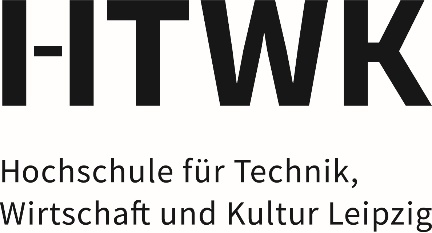 HTWK
Hochschule für Technik,
Wirtschaft und Kultur Leipzig